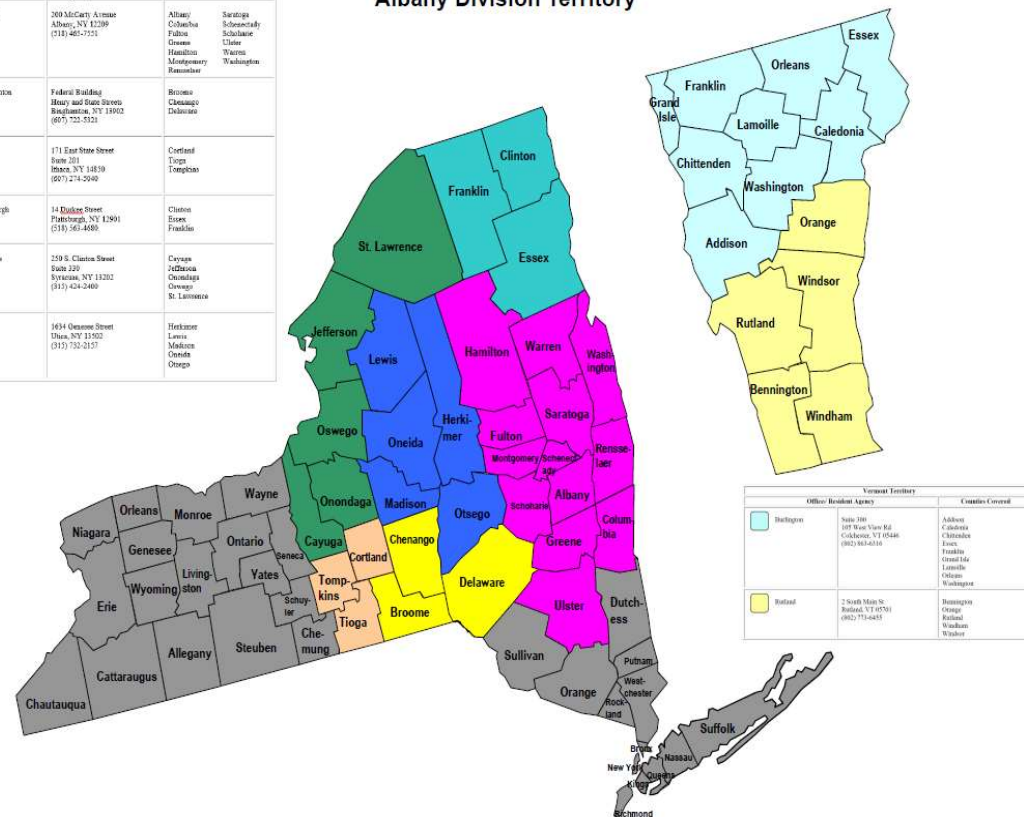 Albany Division Territory
200 McCarty Avenue
Albany, NY 12209
(518) 465-7551
Albany
Columbia
Fulton
Greene
Hamilton
Montgomery
Rensselaer
Saratoga
Schenectady
Schoharie
Ulster
Warren
Washington
Federal Building
Henry and State Streets
Binghamton, NY 13902
(607) 722-5321
Broome
Chenango
Delaware
171 East State Street
Suite 201
Ithaca, NY 14850
(607) 274-5040
Cortland
Tioga
Tompkins
14 Durkee Street
Plattsburgh, NY 12901
(518) 563-4680
Clinton
Essex
Franklin
250 S. Clinton Street
Suite 330
Syracuse, NY 13202
(315) 424-2400
Cayuga
Jefferson
Onondaga
Oswego
St. Lawrence
1634 Genesee Street
Utica, NY 13502
(315) 732-2157
Herkimer
Lewis
Madison
Oneida
Otsego
Essex
Orleans
Franklin
Grand
Isle
Lamoille
Caledonia
Chittenden
Washington
Orange
Addison
Windsor
Rutland
Bennington
Windham
Clinton
Franklin
St. Lawrence
Essex
Jefferson
Lewis
Hamilton
Warren
Wash-
ington
Saratoga
Herki-
mer
Oswego
Oneida
Fulton
Montgomery
Schenect
ady
Rensse-
laer
Wayne
Onondaga
Madison
Otsego
Schoharie
Albany
Colum-
bia
Orleans
Monroe
Niagara
Genesee
Ontario
Seneca
Cayuga
Cortland
Chenango
Greene
Wyoming
Living-
ston
Yates
Tomp-
kins
Delaware
Erie
Schuy-
ler
Tioga
Broome
Ulster
Dutch-
ess
Che-
mung
Steuben
Allegany
Cattaraugus
Chautauqua
Sullivan
Orange
Putnam
West-
chester
Rock-
land
Suffolk
Bronx
Nassau
New York
Queens
Kings
Richmond
Vermont Territory
Office/ Resident Agency
Counties Covered
Burlington
Suite 300
105 West View Rd
Colchester, VT 05446
(802) 863-6316
Addison
Caledonia
Chittenden
Essex
Franklin
Grand Isle
Lamoille
Orleans
Washington
Rutland
2 South Main St
Rutland, VT 05701
(802) 773-6455
Bennington
Orange
Rutland
Windham
Windsor